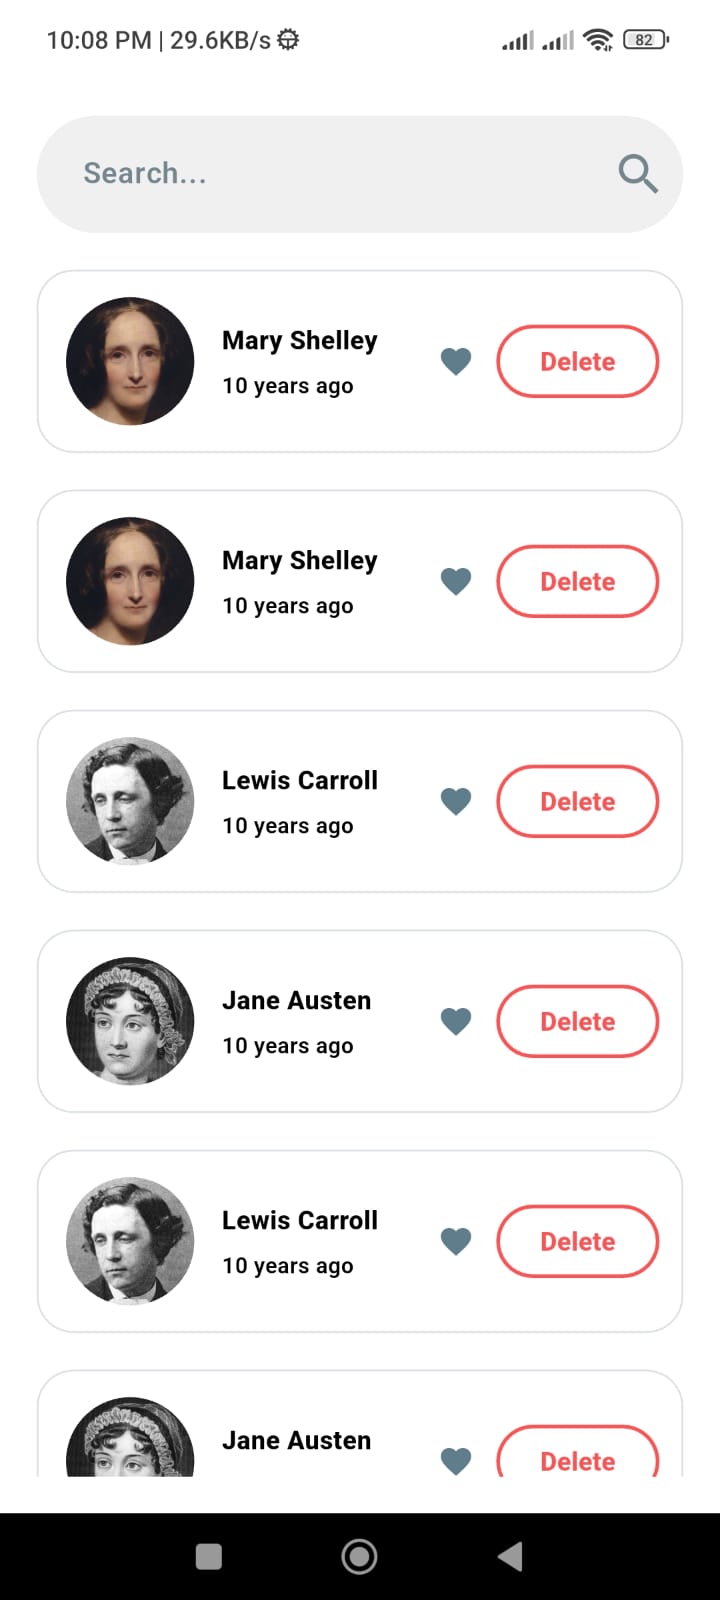 10:08 PM | 29.6KB/s
82
Search...
Mary Shelley
10 years ago
Delete
Mary Shelley
10 years ago
Delete
Lewis Carroll
10 years ago
Delete
Jane Austen
10 years ago
Delete
Lewis Carroll
10 years ago
Delete
Jane Austen
Delete